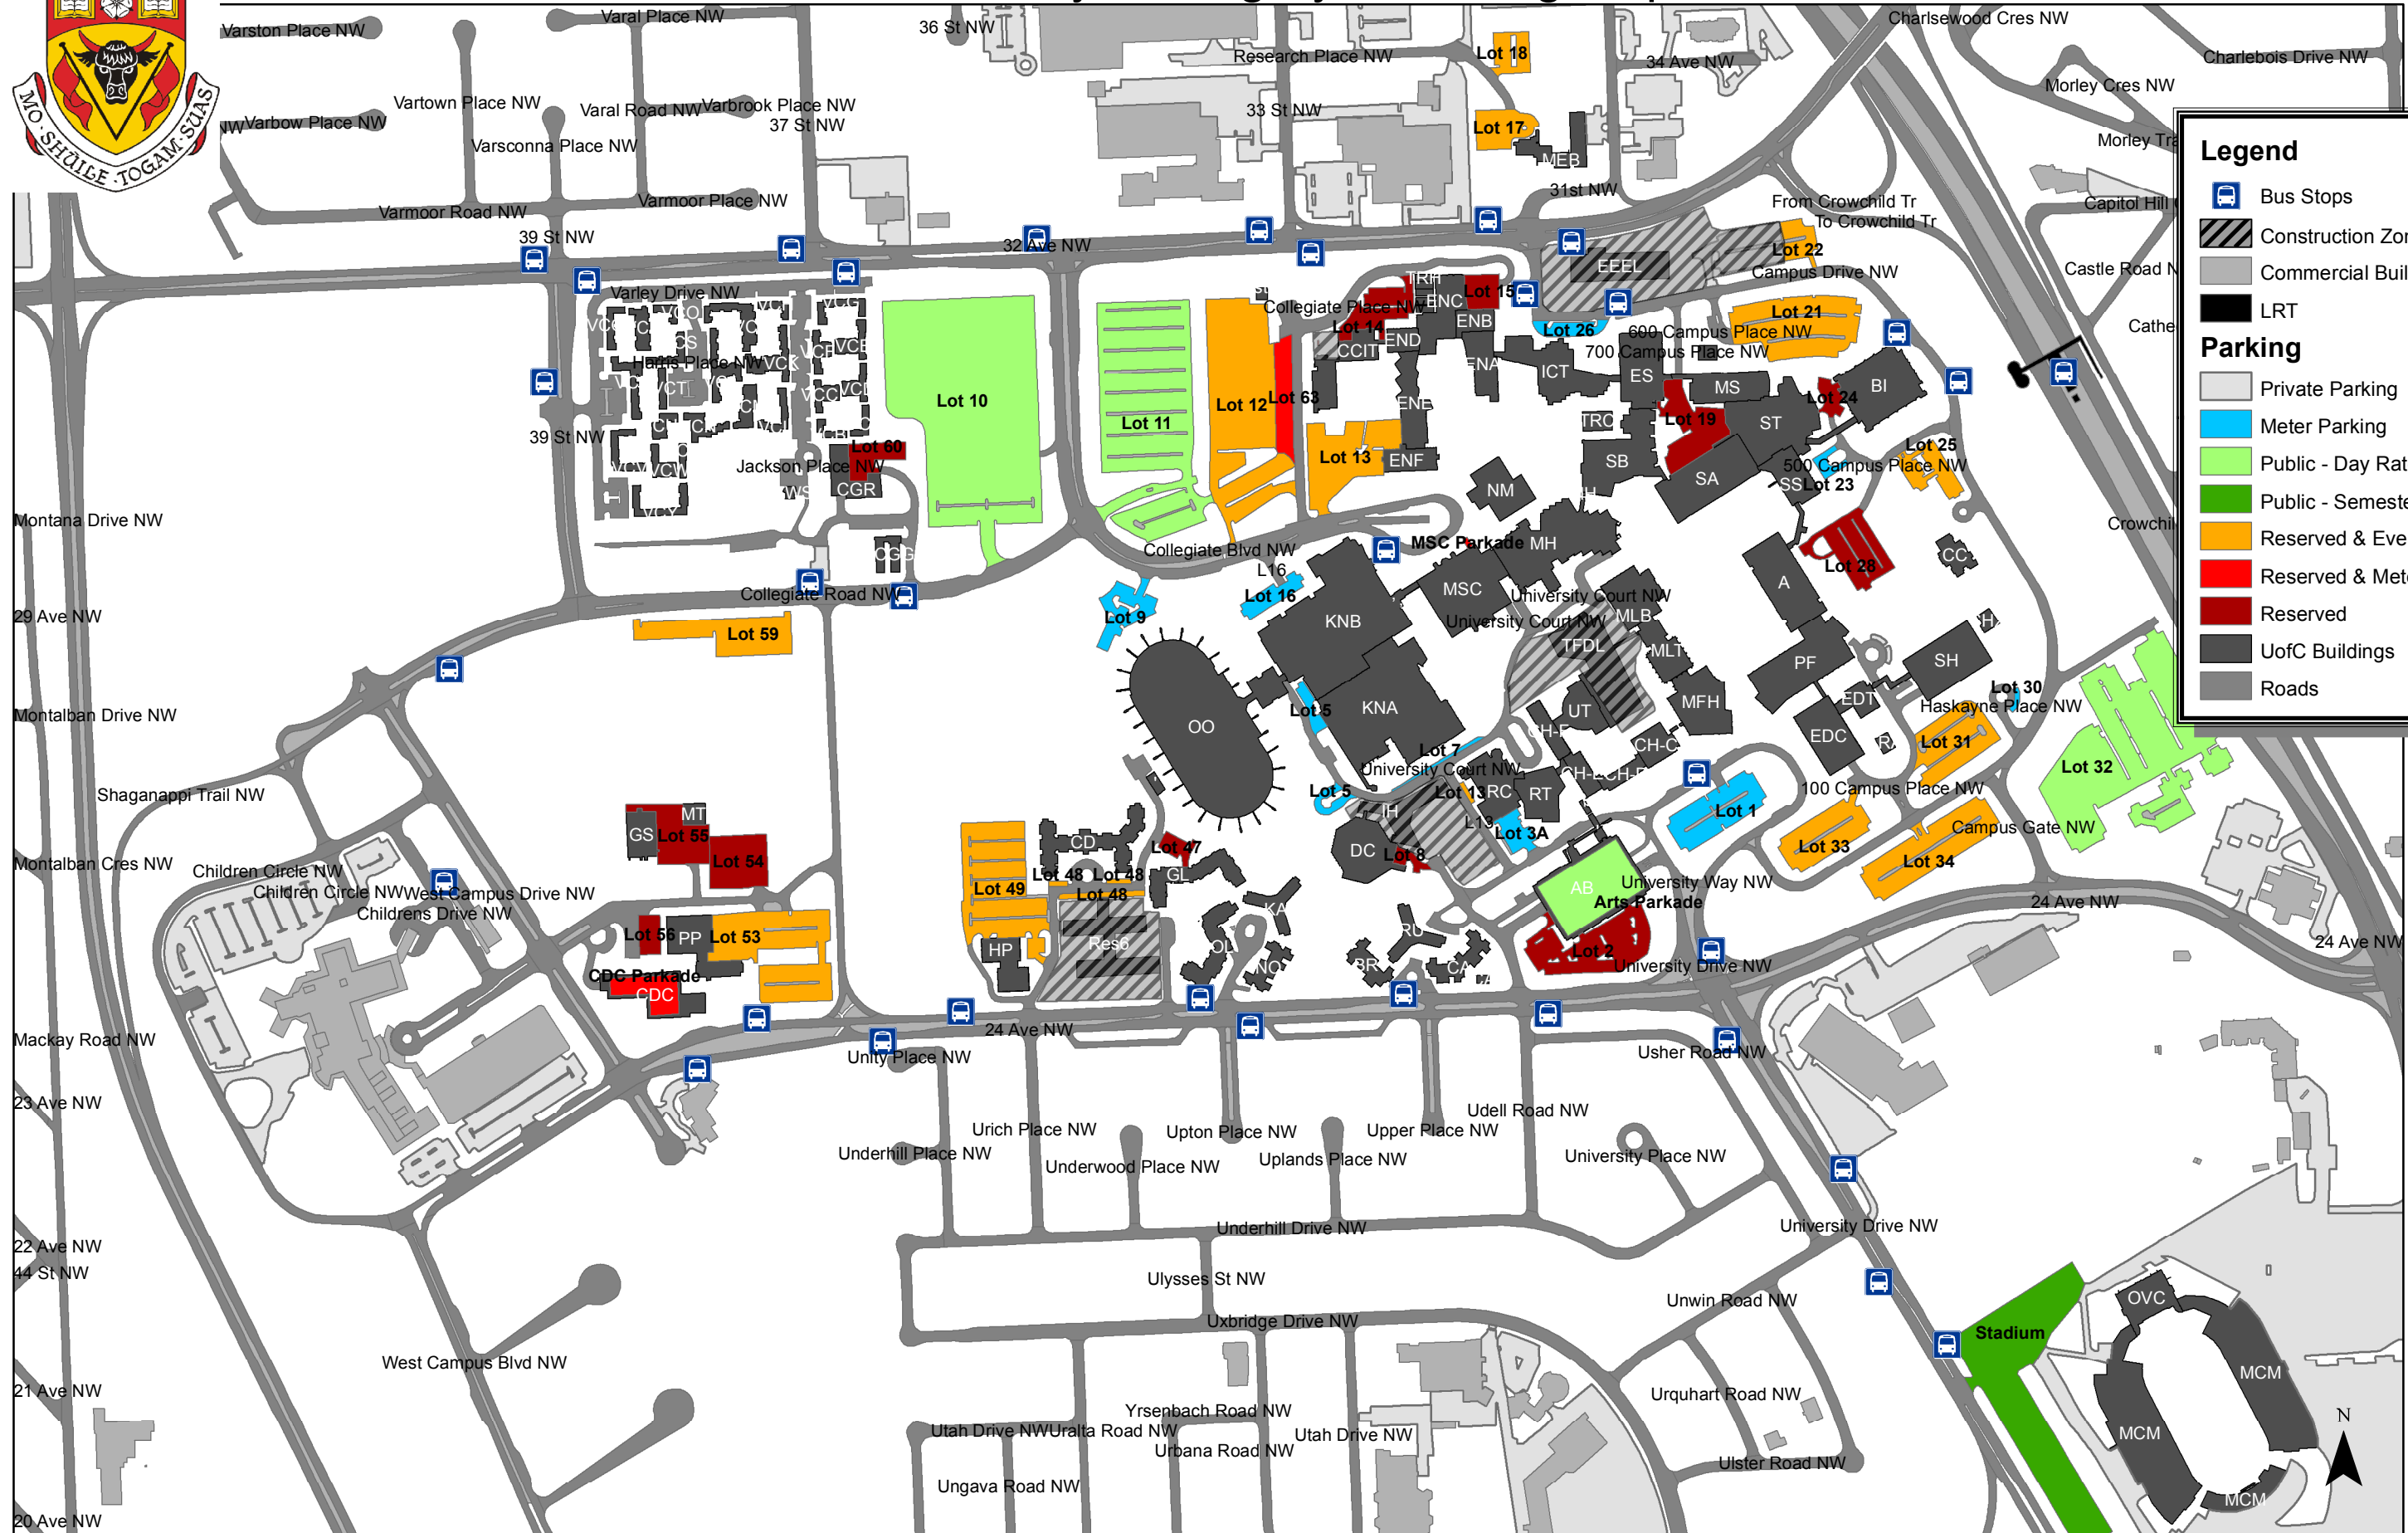 MO·SHÙILE·TOGAM·SUAS
Varston Place NW
Varal Place NW
36 St NW
Research Place NW
Lot 18
34 Ave NW
Charlsewood Cres NW
Charlebois Drive NW
Morley Cres NW
Vartown Place NW
Varal Road NW
Varbrook Place NW
37 St NW
33 St NW
Lot 17
Varbow Place NW
Varsconna Place NW
MEB
31st NW
Varmoor Road NW
Varmoor Place NW
39 St NW
32 Ave NW
From Crowchild Tr
To Crowchild Tr
Lot 22
EEEL
Campus Drive NW
Legend
Bus Stops
LRT
Parking
Private Parking
Meter Parking
Reserved
UofC Buildings
Roads
Varley Drive NW
VCG
Harris Place NW
VCK
VCT
VCC
Lot 60
Jackson Place NW
CGR
VCW
Lot 10
Lot 11
Lot 12
Lot 63
Collegiate Place NW
TRH
ENC
Lot 15
ENB
Lot 14
CCIT
END
ENA
ENE
Lot 13
ENF
Lot 26
600 Campus Place NW
700 Campus Place NW
Lot 21
ICT
ES
MS
Lot 24
BI
Lot 19
ST
TRC
SB
SA
SS
Lot 23
Lot 25
500 Campus Place NW
NM
MH
MSC Parkade
MSC
Montana Drive NW
Collegiate Blvd NW
L16
Lot 16
Lot 9
Collegiate Road NW
Lot 59
29 Ave NW
KNB
University Court NW
University Court NW
MLB
TFDL
MLT
MFH
A
Lot 28
CC
PF
SH
EDT
EDC
Lot 30
Haskayne Place NW
Lot 31
Lot 32
Montalban Drive NW
OO
Lot 5
KNA
UT
Lot 7
University Court NW
Lot 5
IH
Lot 13
RC
RT
L13
Lot 3A
Lot 1
100 Campus Place NW
Campus Gate NW
Lot 33
Lot 34
Shaganappi Trail NW
GS
MT
Lot 55
Lot 54
CD
Lot 47
Lot 48
Lot 48
Lot 48
GL
Lot 49
DC
Lot 8
AB
Arts Parkade
University Way NW
24 Ave NW
24 Ave NW
Montalban Cres NW
Children Circle NW
Children Circle NW
West Campus Drive NW
Childrens Drive NW
Lot 56
PP
Lot 53
CDC Parkade
CDC
HP
Res6
KA
RU
BR
CA
Lot 2
University Drive NW
24 Ave NW
Mackay Road NW
Unity Place NW
Usher Road NW
23 Ave NW
Urich Place NW
Upton Place NW
Upper Place NW
Udell Road NW
Underhill Place NW
Underwood Place NW
Uplands Place NW
University Place NW
Underhill Drive NW
University Drive NW
22 Ave NW
44 St NW
Ulysses St NW
Unwin Road NW
Uxbridge Drive NW
OVC
Stadium
MCM
MCM
MCM
West Campus Blvd NW
21 Ave NW
Urquhart Road NW
Yrsenbach Road NW
Utah Drive NW
Uralta Road NW
Urbana Road NW
Utah Drive NW
Ulster Road NW
Ungava Road NW
20 Ave NW
N